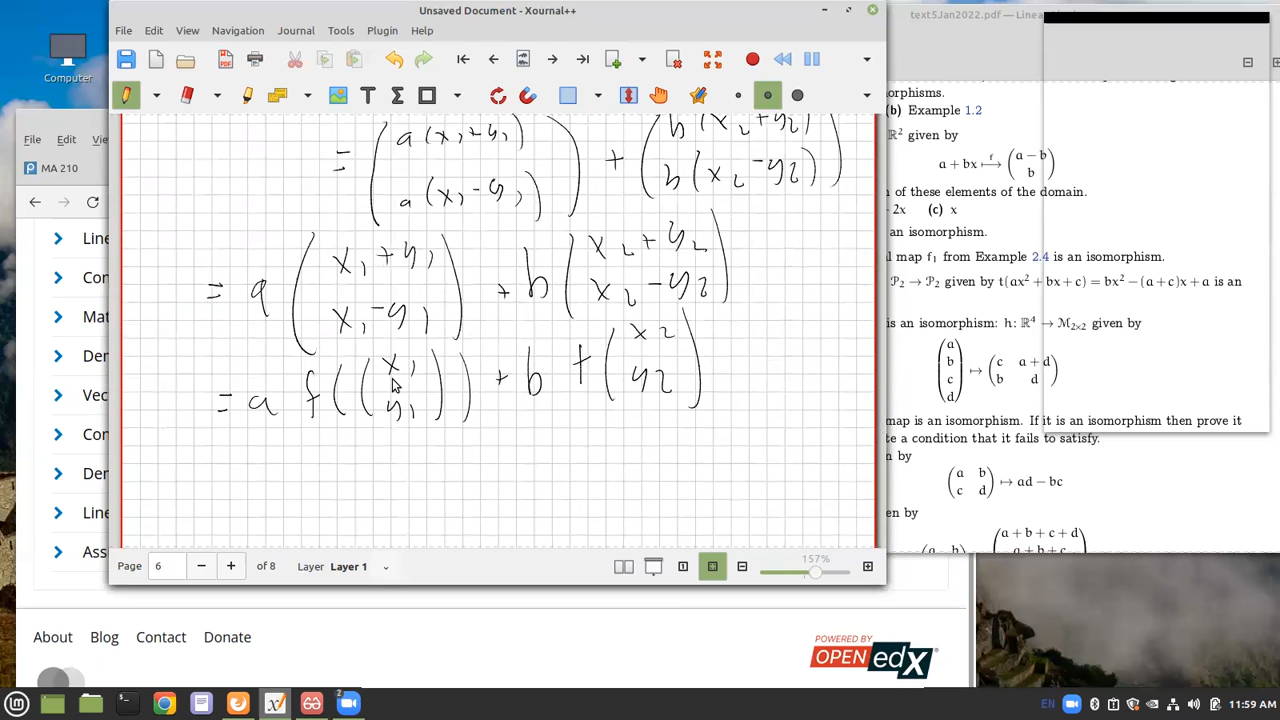 Unsaved Document - Xournal++
text5Jan2022.pdf — Line
Computer
File Edit View Navigation Journal Tools Plugin Help
File Edit
MA 210
Line
Con
Mat
Der
Con
Der
Line
Ass
= ( a (x1+y1) ) + ( b (x2+y2) )
( a (x1-y1) ) ( b (x2-y2) )
= a ( x1+y1 ) + b ( x2+y2 )
( x1-y1 ) ( x2-y2 )
= a f ( ( x1 ) ) + b f ( x2 )
( y1 ) ( y2 )
orphisms.
(b) Example 1.2
ℝ² given by
a + bx ⟼f (a − b
b)
n of these elements of the domain.
2x (c) x
an isomorphism.
al map f1 from Example 2.4 is an isomorphism.
P2 → P2 given by t(ax² + bx + c) = bx² − (a + c)x + a is an
is an isomorphism: h: ℝ⁴ → M2×2 given by
(a
b
c
d) ↦ (c a + d
b d)
map is an isomorphism. If it is an isomorphism then prove it
te a condition that it fails to satisfy.
en by
(a b
c d) ↦ ad − bc
en by
(a b (a + b + c + d
a + b + c
Page 6 of 8 Layer Layer 1 157%
About Blog Contact Donate
POWERED BY
OPEN edX
2
EN 11:59 AM